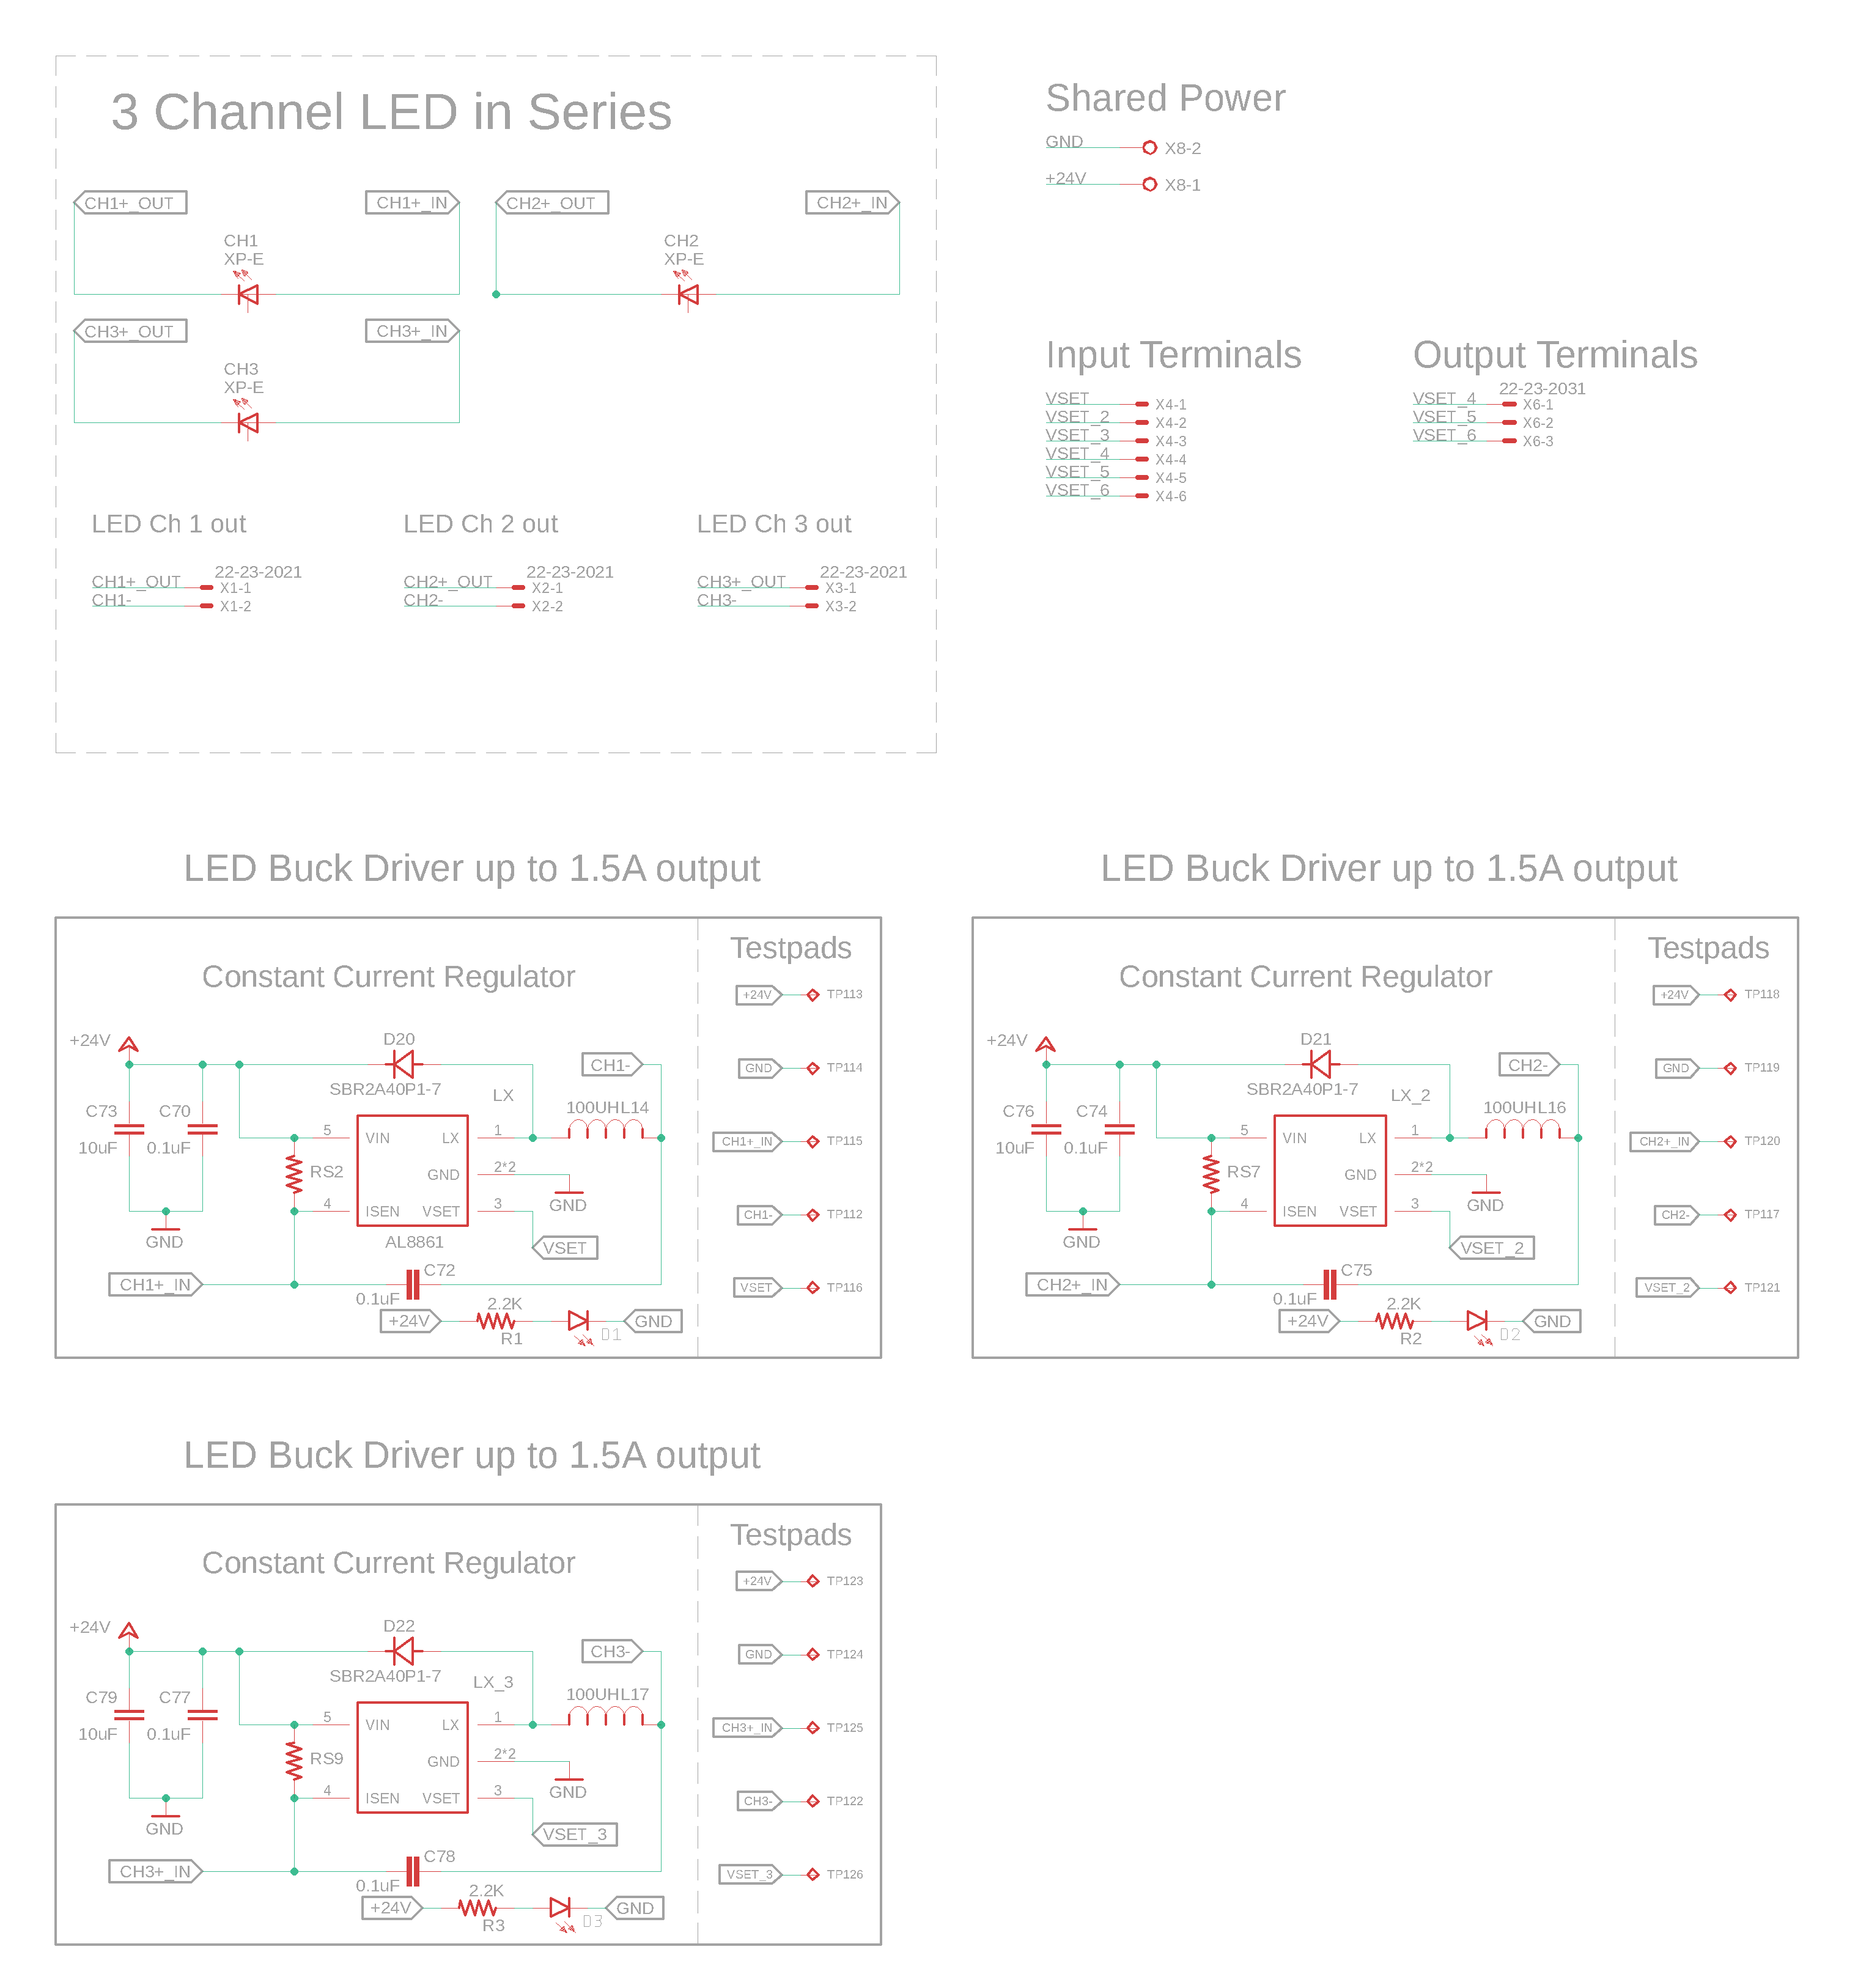 3 Channel LED in Series
CH1+_OUT
CH1+_IN
CH2+_OUT
CH2+_IN
CH1
XP-E
CH2
XP-E
CH3+_OUT
CH3+_IN
CH3
XP-E
LED Ch 1 out
LED Ch 2 out
LED Ch 3 out
22-23-2021
CH1+_OUT X1-1
CH1- X1-2
22-23-2021
CH2+_OUT X2-1
CH2- X2-2
22-23-2021
CH3+_OUT X3-1
CH3- X3-2
Shared Power
GND X8-2
+24V X8-1
Input Terminals
VSET X4-1
VSET_2 X4-2
VSET_3 X4-3
VSET_4 X4-4
VSET_5 X4-5
VSET_6 X4-6
Output Terminals
22-23-2031
VSET_4 X6-1
VSET_5 X6-2
VSET_6 X6-3
LED Buck Driver up to 1.5A output
Constant Current Regulator
+24V
D20
SBR2A40P1-7
CH1-
LX
100UHL14
C73
10uF
C70
0.1uF
GND
RS2
5 VIN LX 1
GND 2*2
4 ISEN VSET 3
AL8861
GND
VSET
CH1+_IN
C72
0.1uF
+24V
2.2K
R1
D1
GND
Testpads
+24V TP113
GND TP114
CH1+_IN TP115
CH1- TP112
VSET TP116
LED Buck Driver up to 1.5A output
Constant Current Regulator
+24V
D21
SBR2A40P1-7
CH2-
LX_2
100UHL16
C76
10uF
C74
0.1uF
GND
RS7
5 VIN LX 1
GND 2*2
4 ISEN VSET 3
GND
VSET_2
CH2+_IN
C75
0.1uF
+24V
2.2K
R2
D2
GND
Testpads
+24V TP118
GND TP119
CH2+_IN TP120
CH2- TP117
VSET_2 TP121
LED Buck Driver up to 1.5A output
Constant Current Regulator
+24V
D22
SBR2A40P1-7
CH3-
LX_3
100UHL17
C79
10uF
C77
0.1uF
GND
RS9
5 VIN LX 1
GND 2*2
4 ISEN VSET 3
GND
VSET_3
CH3+_IN
C78
0.1uF
+24V
2.2K
R3
D3
GND
Testpads
+24V TP123
GND TP124
CH3+_IN TP125
CH3- TP122
VSET_3 TP126